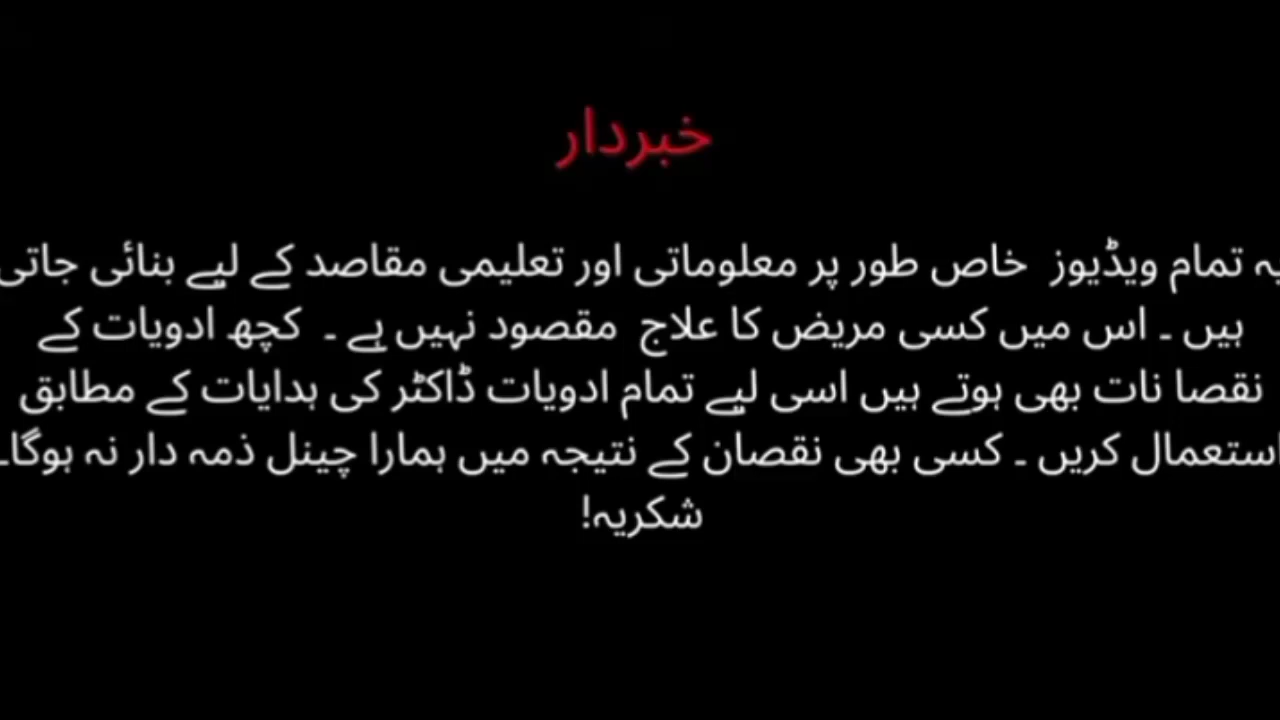 خبردار
یہ تمام ویڈیوز خاص طور پر معلوماتی اور تعلیمی مقاصد کے لیے بنائی جاتی
ہیں ۔ اس میں کسی مریض کا علاج مقصود نہیں ہے ۔ کچھ ادویات کے
نقصا نات بھی ہوتے ہیں اسی لیے تمام ادویات ڈاکٹر کی ہدایات کے مطابق
استعمال کریں ۔ کسی بھی نقصان کے نتیجہ میں ہمارا چینل ذمہ دار نہ ہوگا۔
شکریہ!